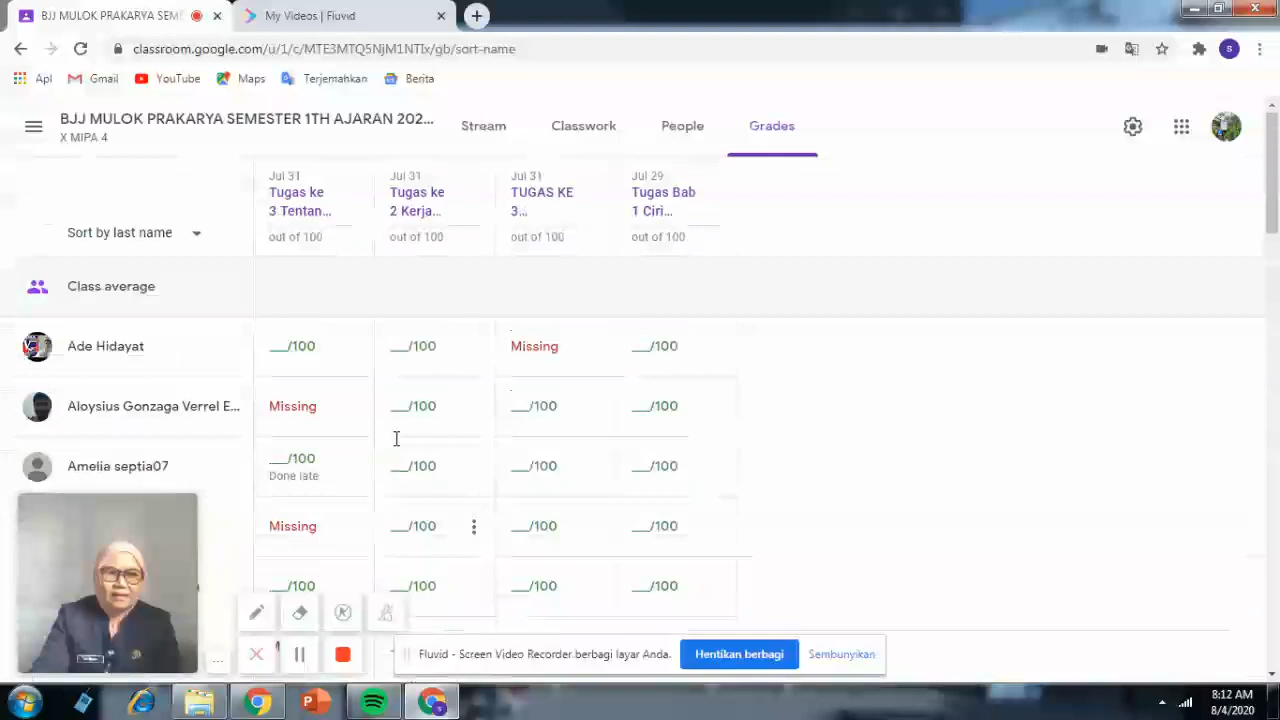 BJJ MULOK PRAKARYA SEME
My Videos | Fluvid
classroom.google.com/u/1/c/MTE3MTQ5NjM1NTIx/gb/sort-name
Apl Gmail YouTube Maps Terjemahkan Berita
BJJ MULOK PRAKARYA SEMESTER 1TH AJARAN 202...
X MIPA 4
Stream Classwork People Grades
Jul 31 Jul 31 Jul 31 Jul 29
Tugas ke Tugas ke TUGAS KE Tugas Bab
3 Tentan... 2 Kerja... 3... 1 Ciri...
Sort by last name
out of 100 out of 100 out of 100 out of 100
Class average
Ade Hidayat __/100 __/100 Missing __/100
Aloysius Gonzaga Verrel E... Missing __/100 __/100 __/100
Amelia septia07 __/100 __/100 __/100 __/100
Done late
Missing __/100 __/100 __/100
__/100 __/100 __/100 __/100
Fluvid - Screen Video Recorder berbagi layar Anda. Hentikan berbagi Sembunyikan
8:12 AM
8/4/2020